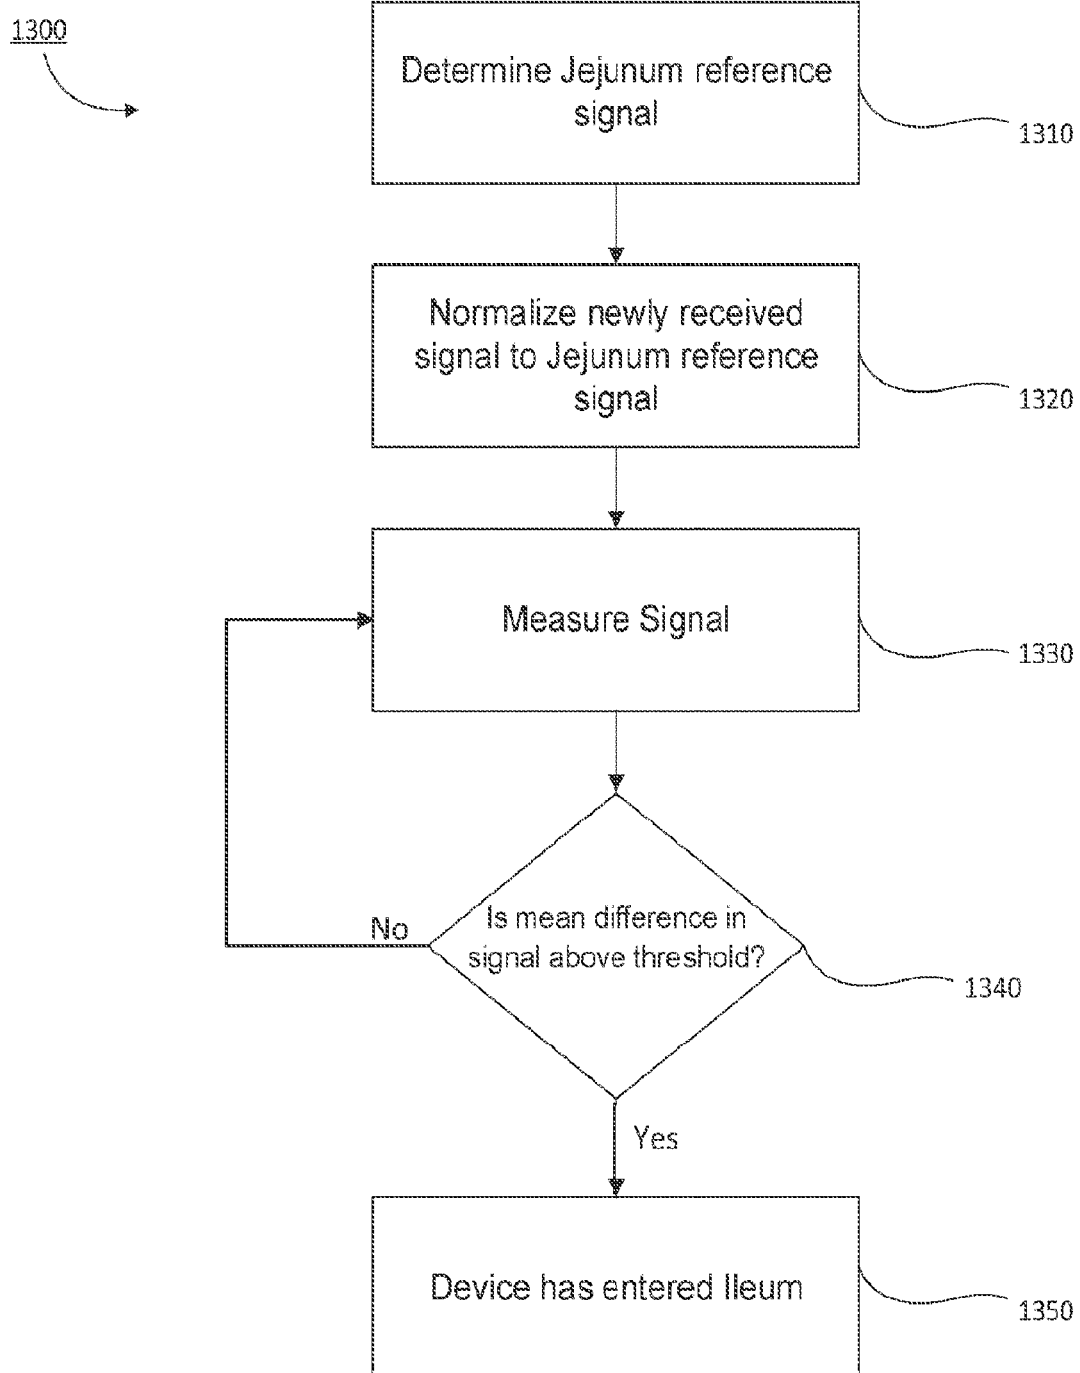 1300
Determine Jejunum reference
signal
1310
Normalize newly received
signal to Jejunum reference
signal
1320
Measure Signal
1330
Is mean difference in
signal above threshold?
No
1340
Yes
Device has entered Ileum
1350